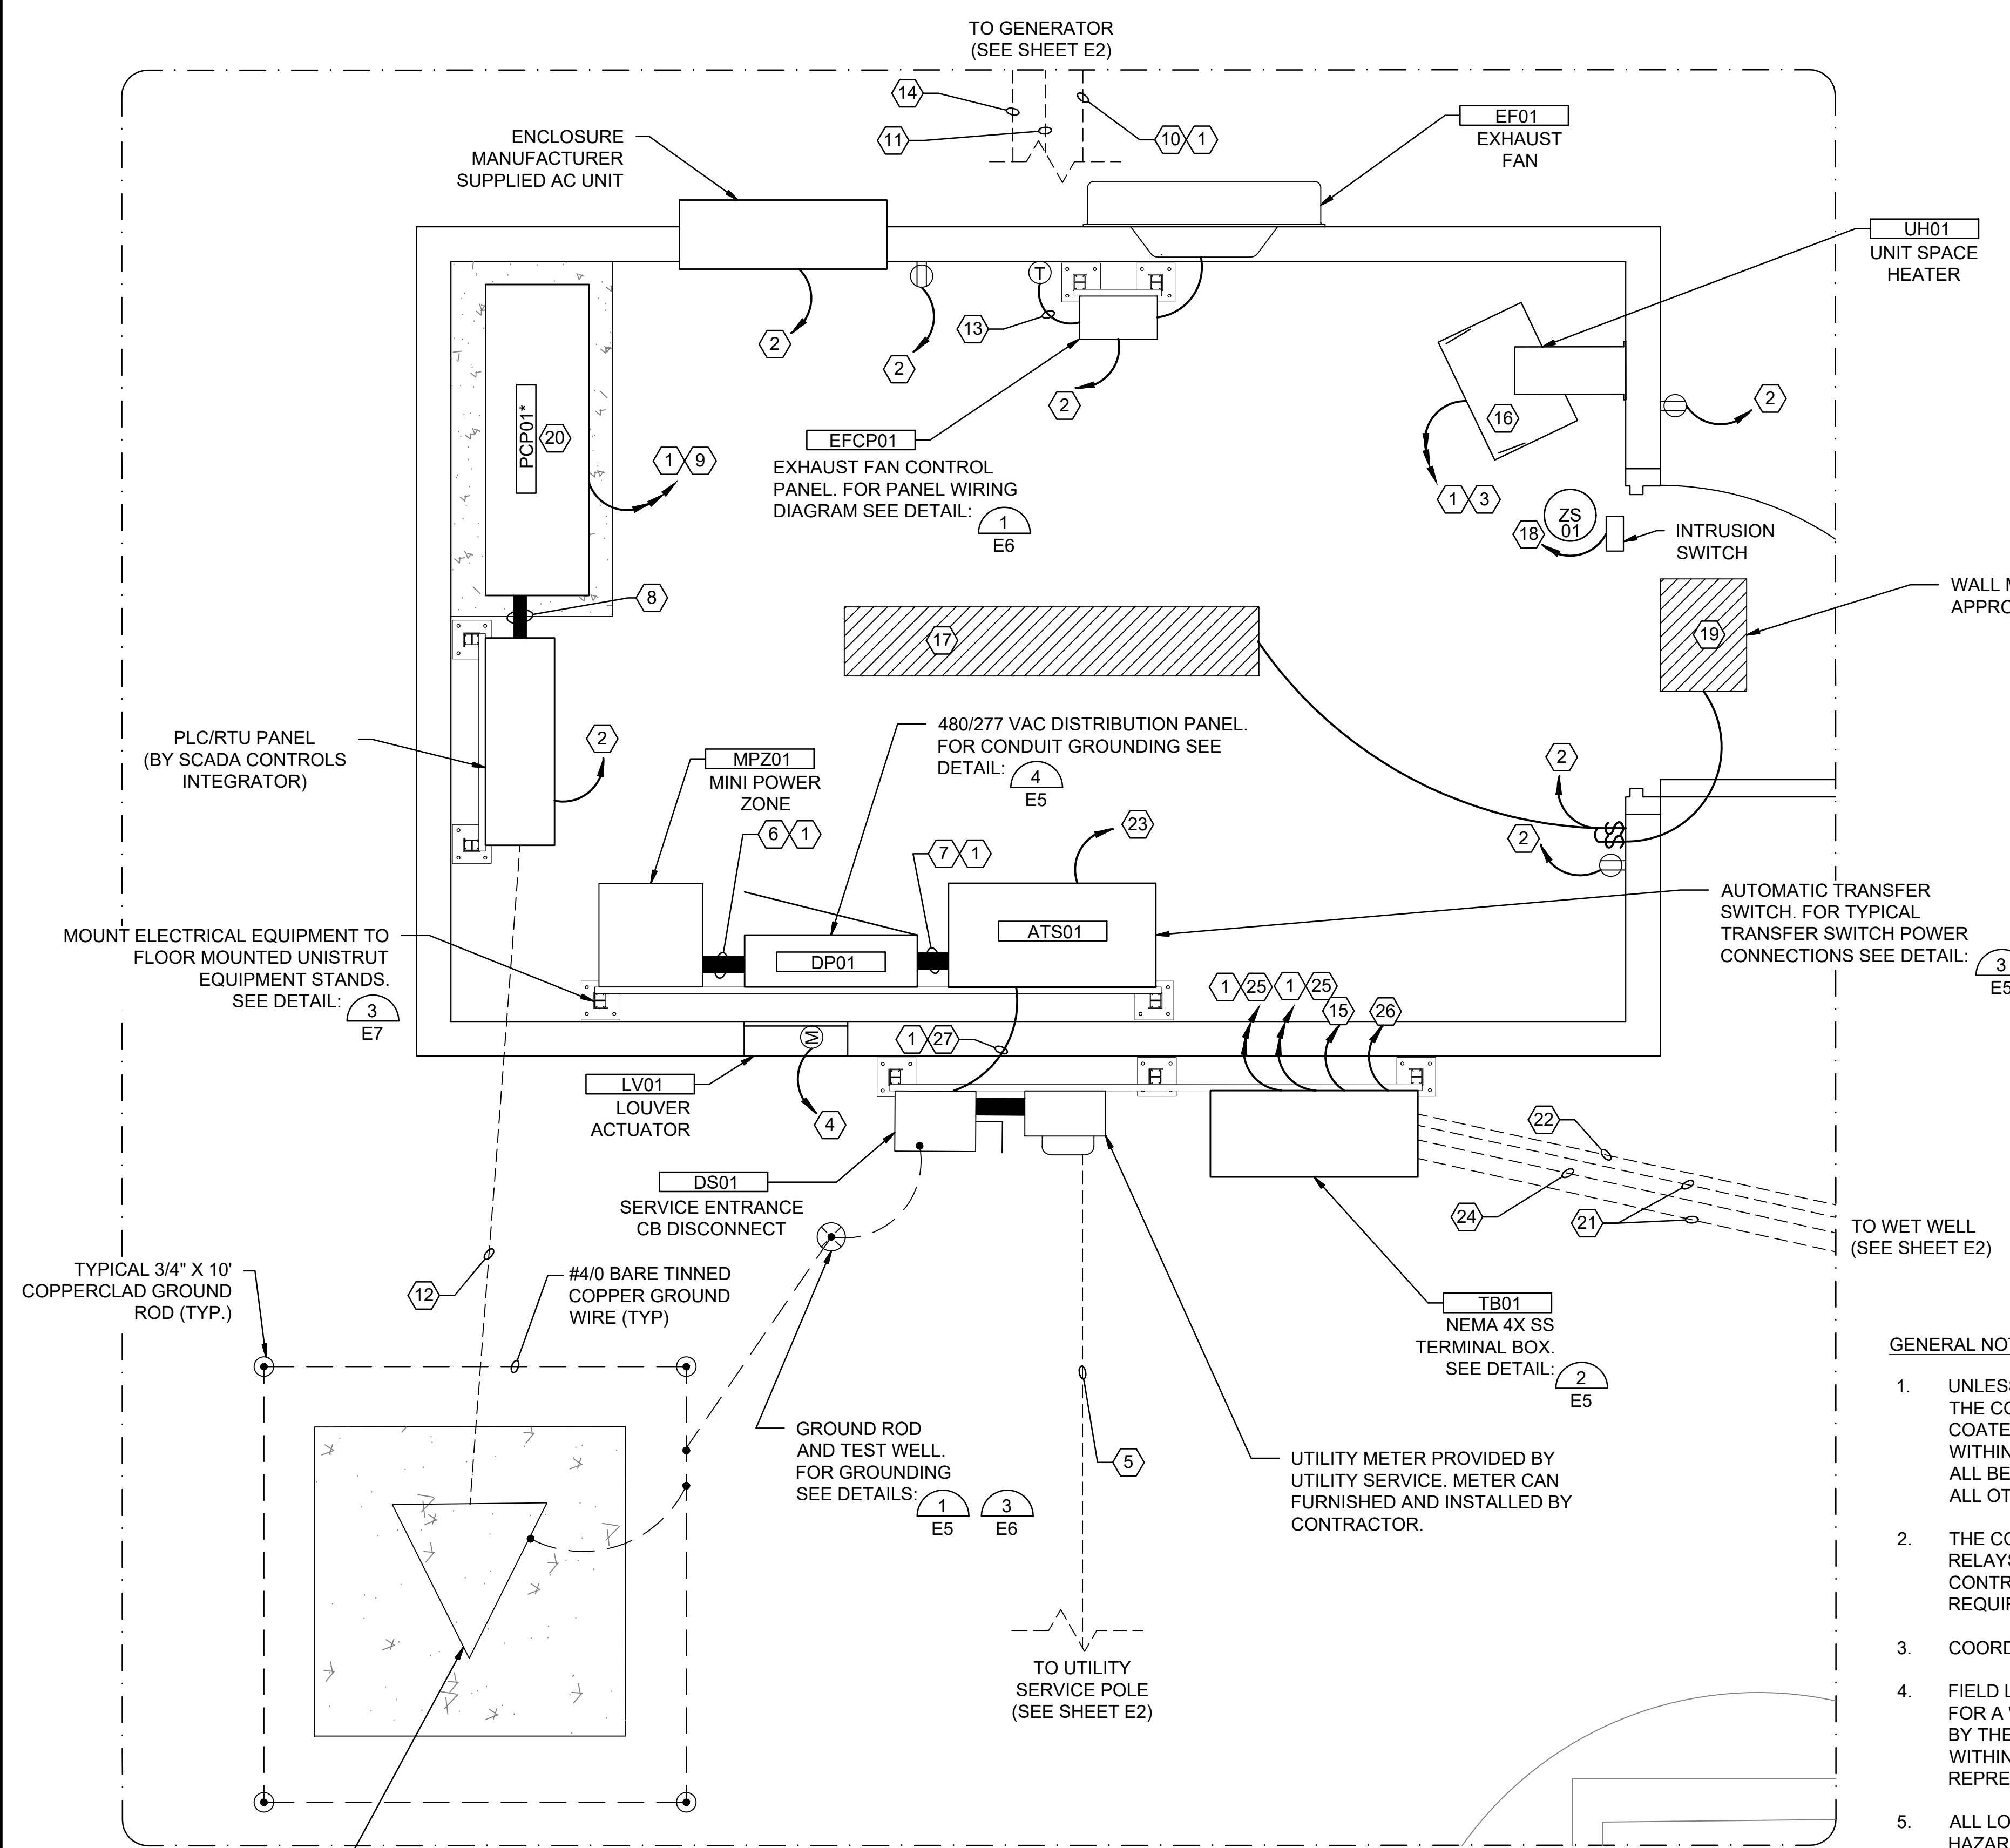 TO GENERATOR
(SEE SHEET E2)
14
11
10 1
ENCLOSURE
MANUFACTURER
SUPPLIED AC UNIT
EF01
EXHAUST
FAN
UH01
UNIT SPACE
HEATER
T
13
2
2
2
2
16
PCP01*
20
1 9
EFCP01
EXHAUST FAN CONTROL
PANEL. FOR PANEL WIRING
DIAGRAM SEE DETAIL:
1
E6
1 3
ZS
01
18
INTRUSION
SWITCH
8
17
19
WALL
APPRO
PLC/RTU PANEL
(BY SCADA CONTROLS
INTEGRATOR)
2
MPZ01
MINI POWER
ZONE
480/277 VAC DISTRIBUTION PANEL.
FOR CONDUIT GROUNDING SEE
DETAIL:
4
E5
2
2
SS
6 1
7 1
23
MOUNT ELECTRICAL EQUIPMENT TO
FLOOR MOUNTED UNISTRUT
EQUIPMENT STANDS.
SEE DETAIL:
3
E7
DP01
ATS01
AUTOMATIC TRANSFER
SWITCH. FOR TYPICAL
TRANSFER SWITCH POWER
CONNECTIONS SEE DETAIL:
3
E5
1 25
1 25
15
26
M
1 27
LV01
LOUVER
ACTUATOR
4
22
DS01
SERVICE ENTRANCE
CB DISCONNECT
24
21
TO WET WELL
(SEE SHEET E2)
TYPICAL 3/4" X 10'
COPPERCLAD GROUND
ROD (TYP.)
12
#4/0 BARE TINNED
COPPER GROUND
WIRE (TYP)
TB01
NEMA 4X SS
TERMINAL BOX.
SEE DETAIL:
2
E5
GROUND ROD
AND TEST WELL.
FOR GROUNDING
SEE DETAILS:
1
E5
3
E6
5
UTILITY METER PROVIDED BY
UTILITY SERVICE. METER CAN
FURNISHED AND INSTALLED BY
CONTRACTOR.
TO UTILITY
SERVICE POLE
(SEE SHEET E2)
GENERAL NO
1. UNLES
THE CO
COATE
WITHIN
ALL BE
ALL OT
2. THE CO
RELAYS
CONTR
REQUIR
3. COORD
4. FIELD L
FOR A
BY THE
WITHIN
REPRE
5. ALL LO
HAZAR